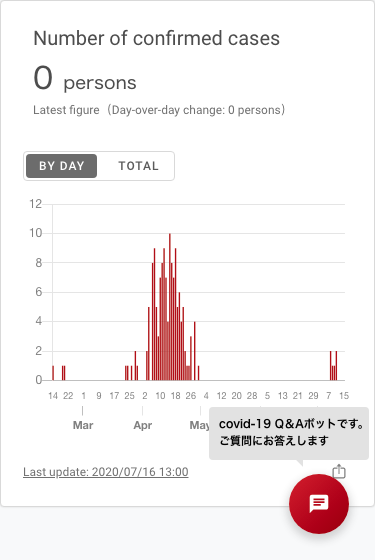 Number of confirmed cases
0 persons
Latest figure（Day-over-day change: 0 persons）
BY DAY TOTAL
12
10
8
6
4
2
0
14 22 1 9 17 25 2 10 18 26 4 12 20 28 5 13 21 29 7 15
Mar Apr May
covid-19 Q&Aボットです。
ご質問にお答えします
Last update: 2020/07/16 13:00